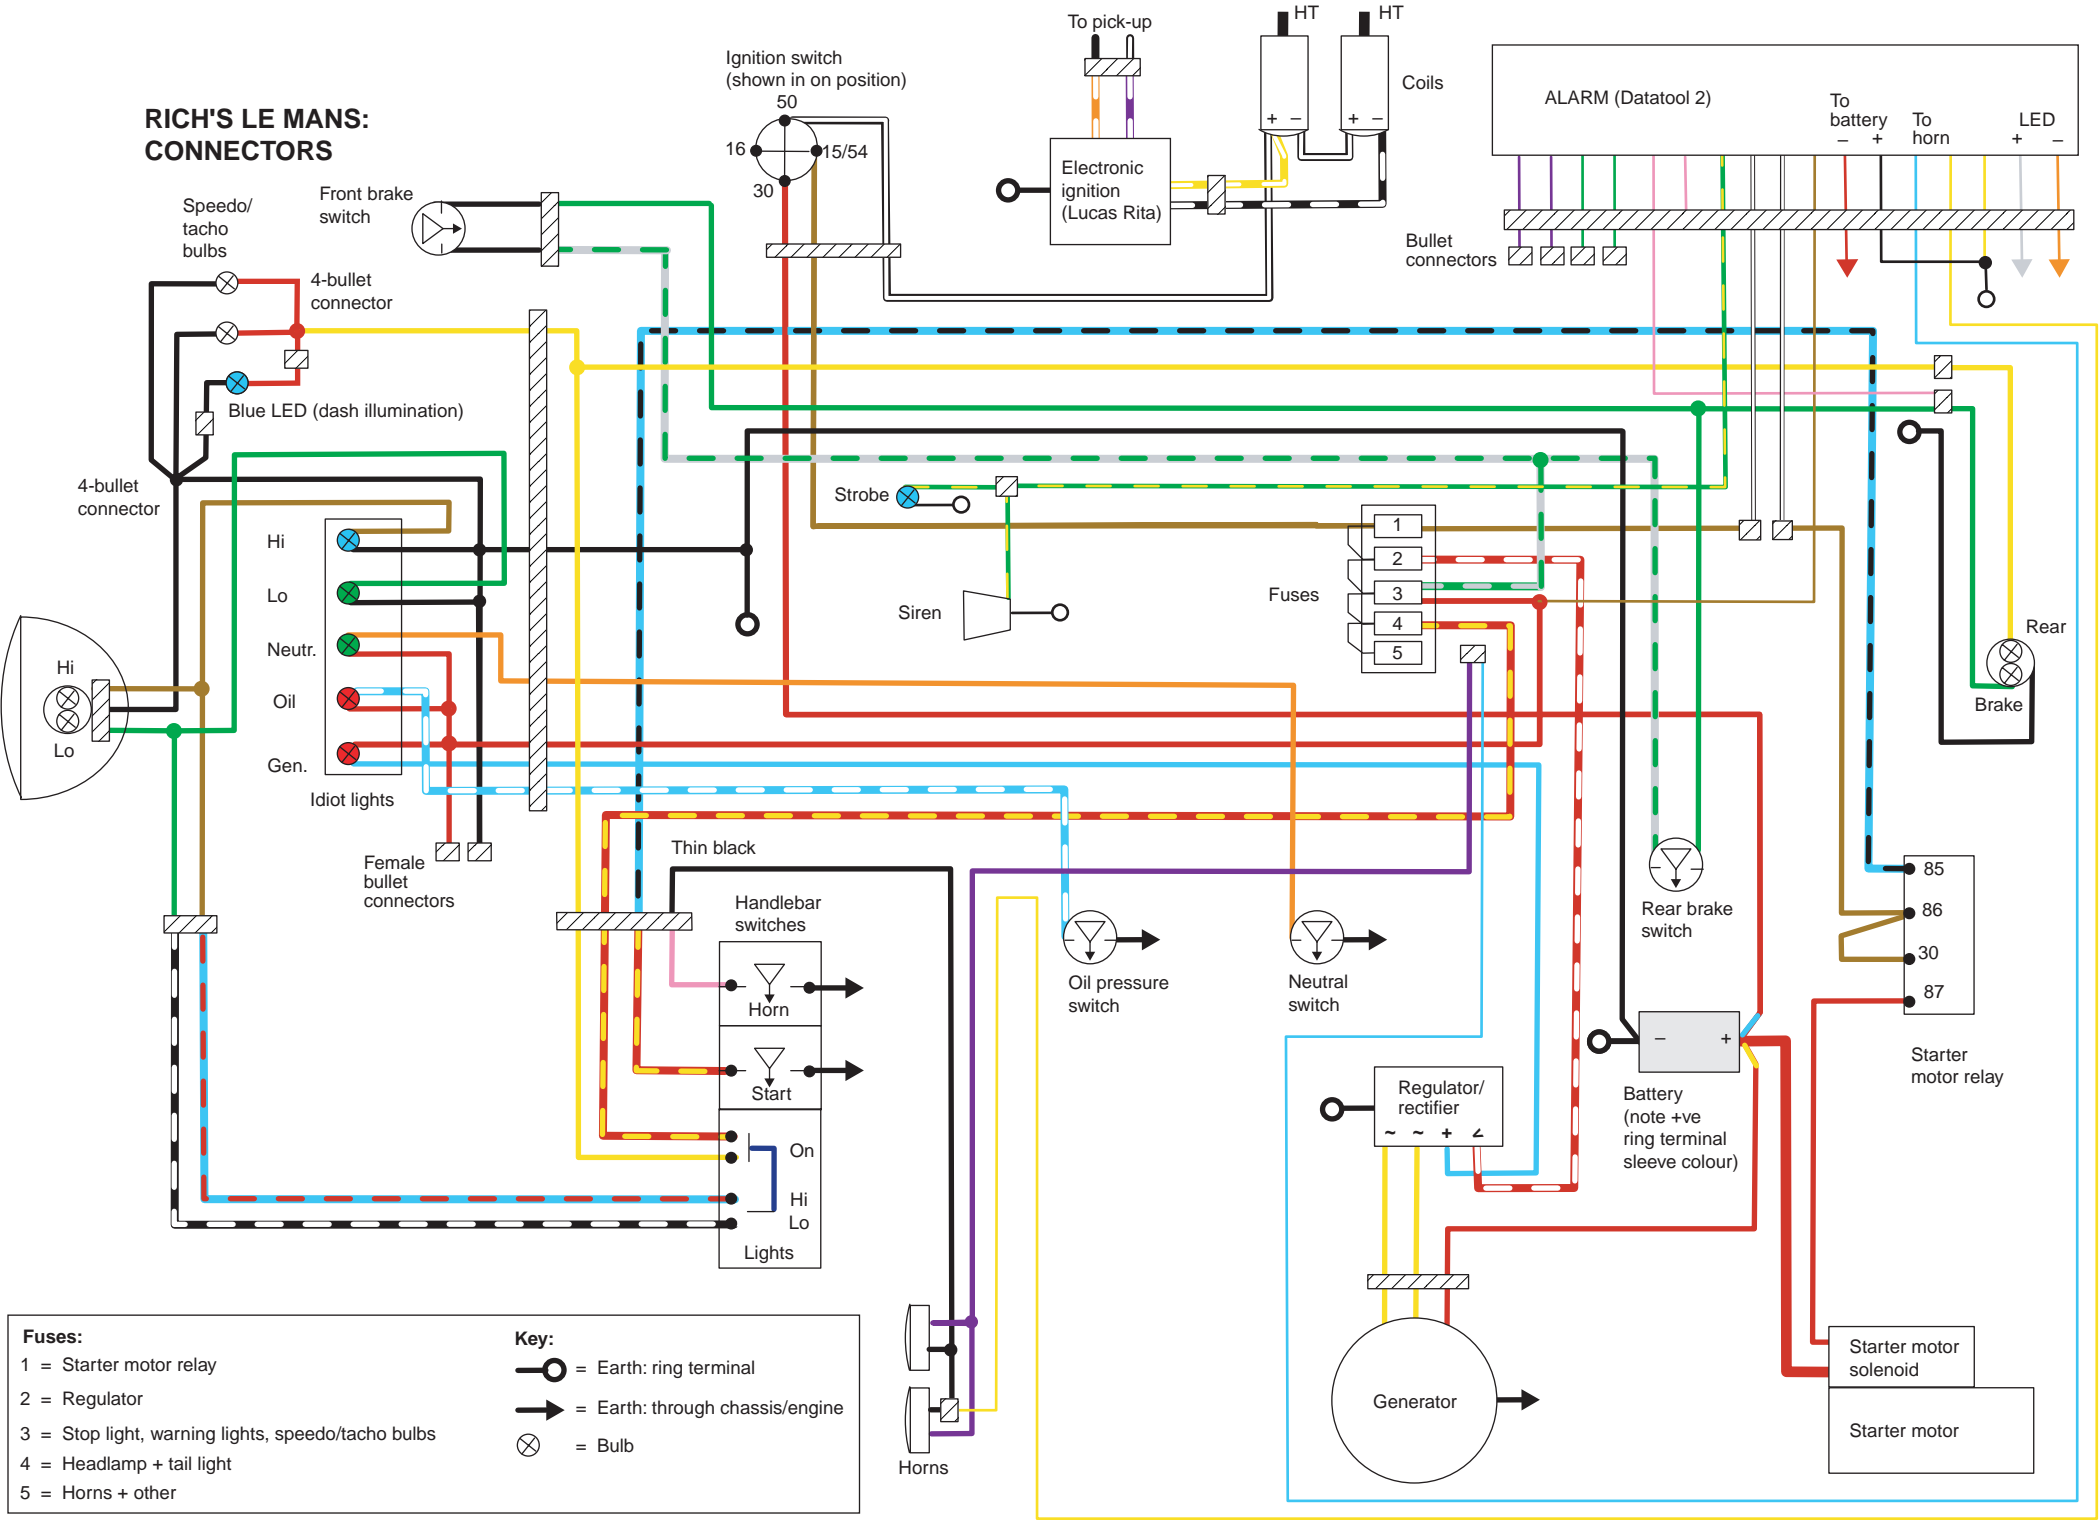 RICH'S LE MANS:
CONNECTORS
Ignition switch
(shown in on position)
50
16
15/54
30
To pick-up
HT
HT
Coils
+ –
+ –
Electronic
ignition
(Lucas Rita)
ALARM (Datatool 2)
To
battery
– +
To
horn
LED
+ –
Bullet
connectors
Front brake
switch
Speedo/
tacho
bulbs
4-bullet
connector
Blue LED (dash illumination)
4-bullet
connector
Hi
Lo
Neutr.
Oil
Gen.
Idiot lights
Hi
Lo
Female
bullet
connectors
Strobe
Siren
Fuses
1
2
3
4
5
Rear
Brake
Thin black
Handlebar
switches
Horn
Start
On
Hi
Lo
Lights
Oil pressure
switch
Neutral
switch
Rear brake
switch
85
86
30
87
Starter
motor relay
– +
Battery
(note +ve
ring terminal
sleeve colour)
Regulator/
rectifier
~ ~ + <
Generator
Starter motor
solenoid
Starter motor
Horns
Fuses:
1 = Starter motor relay
2 = Regulator
3 = Stop light, warning lights, speedo/tacho bulbs
4 = Headlamp + tail light
5 = Horns + other
Key:
= Earth: ring terminal
= Earth: through chassis/engine
= Bulb